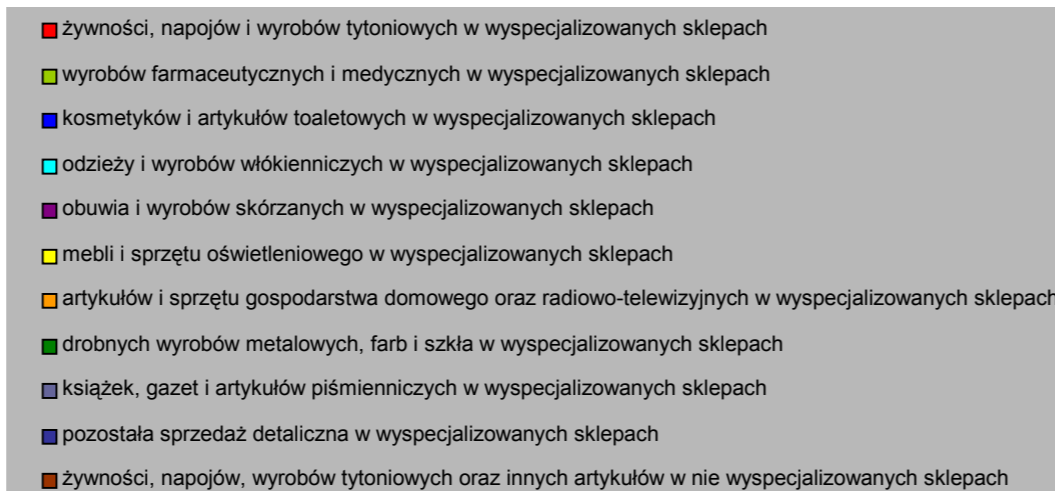 żywności, napojów i wyrobów tytoniowych w wyspecjalizowanych sklepach
wyrobów farmaceutycznych i medycznych w wyspecjalizowanych sklepach
kosmetyków i artykułów toaletowych w wyspecjalizowanych sklepach
odzieży i wyrobów włókienniczych w wyspecjalizowanych sklepach
obuwia i wyrobów skórzanych w wyspecjalizowanych sklepach
mebli i sprzętu oświetleniowego w wyspecjalizowanych sklepach
artykułów i sprzętu gospodarstwa domowego oraz radiowo-telewizyjnych w wyspecjalizowanych sklepach
drobnych wyrobów metalowych, farb i szkła w wyspecjalizowanych sklepach
książek, gazet i artykułów piśmienniczych w wyspecjalizowanych sklepach
pozostała sprzedaż detaliczna w wyspecjalizowanych sklepach
żywności, napojów, wyrobów tytoniowych oraz innych artykułów w nie wyspecjalizowanych sklepach